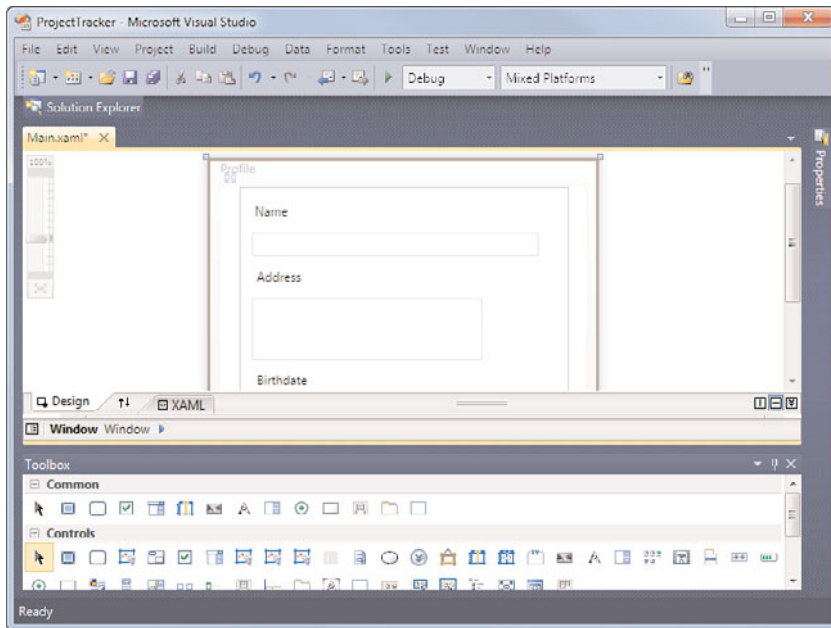 ProjectTracker - Microsoft Visual Studio
File Edit View Project Build Debug Data Format Tools Test Window Help
Debug Mixed Platforms
Solution Explorer
Main.xaml*
Properties
100%
Profile
Name
Address
Birthdate
Design XAML
Window Window
Toolbox
Common
Controls
Ready